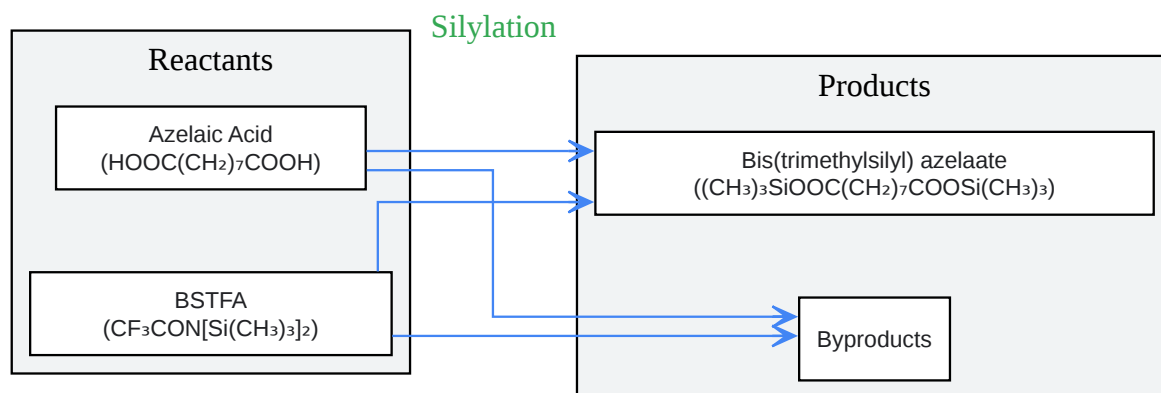 Silylation
Reactants
Azelaic Acid
(HOOC(CH₂)₇COOH)
BSTFA
(CF₃CON[Si(CH₃)₃]₂)
Products
Bis(trimethylsilyl) azelaate
((CH₃)₃SiOOC(CH₂)₇COOSi(CH₃)₃)
Byproducts